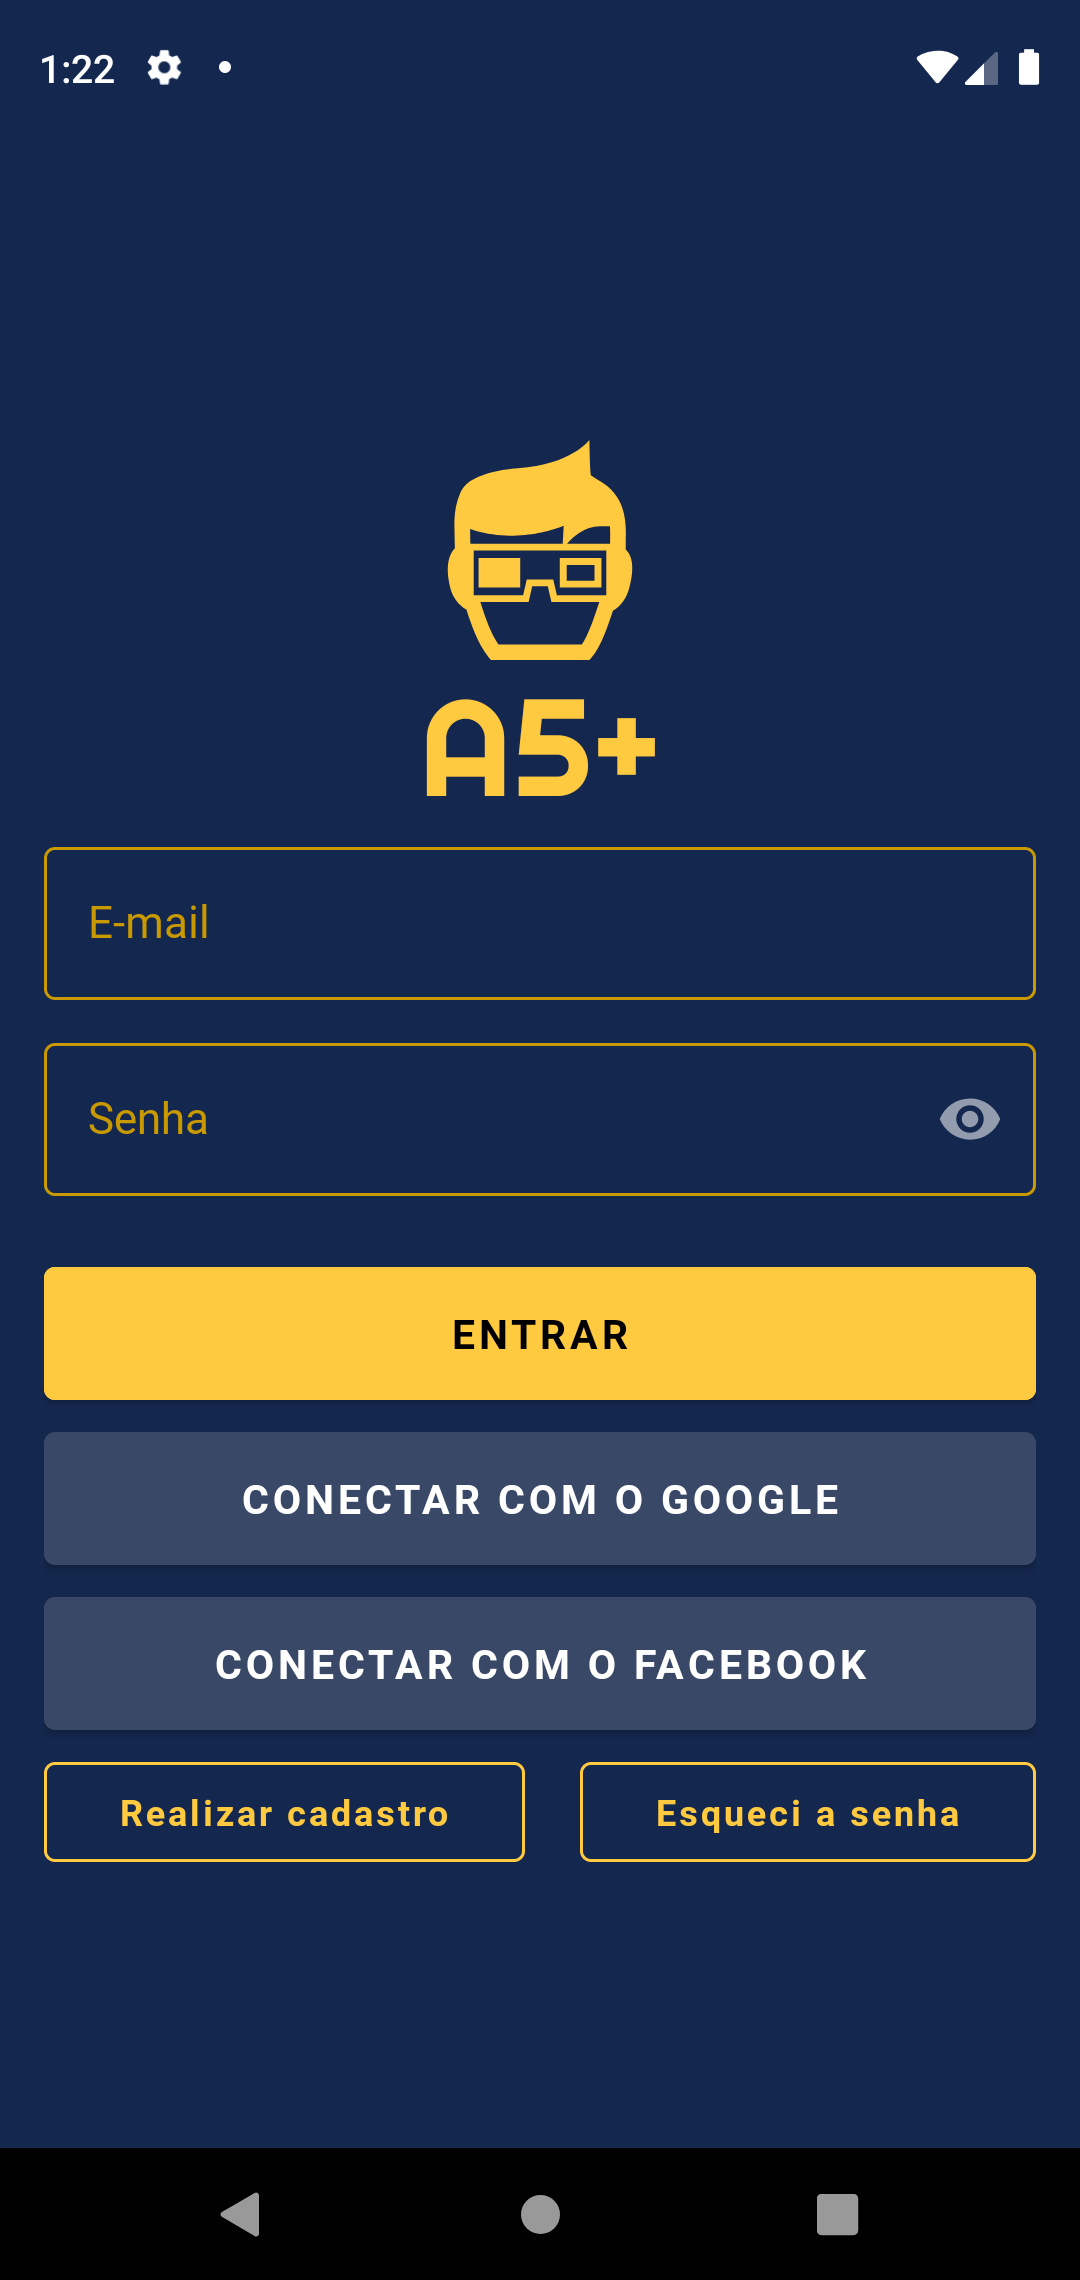 1:22
A5+
E-mail
Senha
ENTRAR
CONECTAR COM O GOOGLE
CONECTAR COM O FACEBOOK
Realizar cadastro
Esqueci a senha